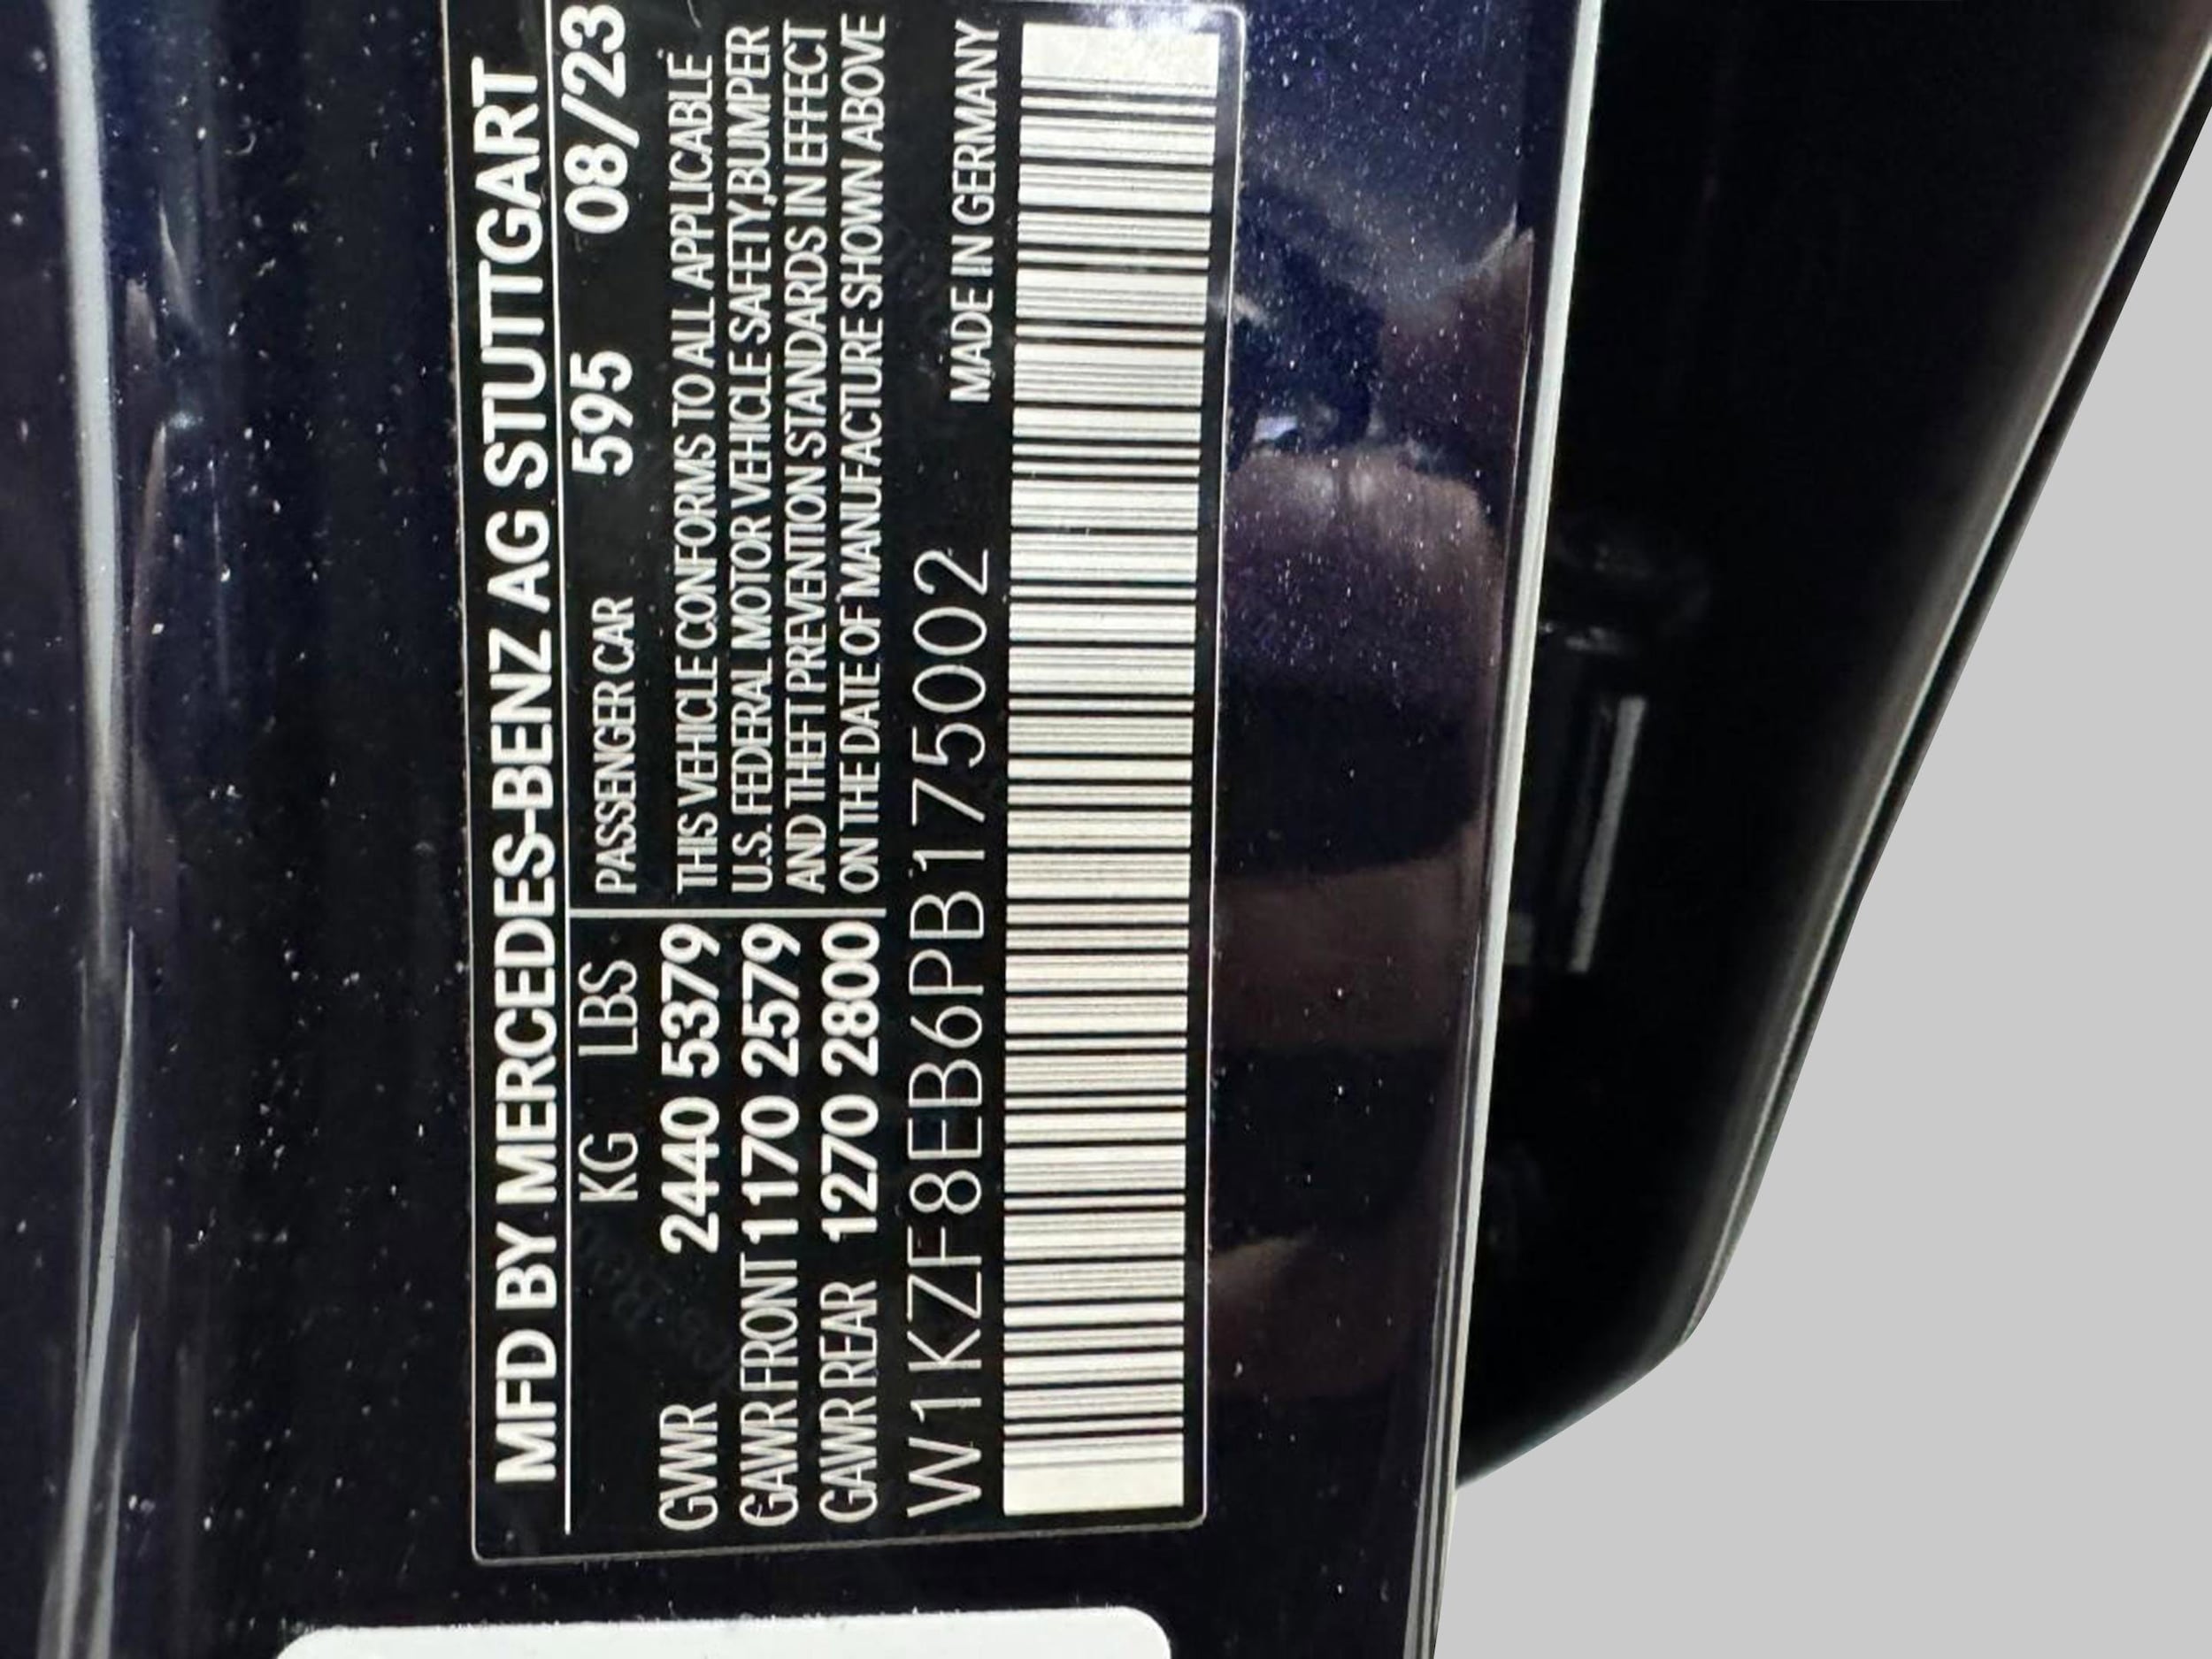 MFD BY MERCEDES-BENZ AG STUTTGART
KG LBS PASSENGER CAR 595 08/23
GVWR 2440 5379
GAWR FRONT 1170 2579
GAWR REAR 1270 2800
THIS VEHICLE CONFORMS TO ALL APPLICABLE
U.S. FEDERAL MOTOR VEHICLE SAFETY,BUMPER
AND THEFT PREVENTION STANDARDS IN EFFECT
ON THE DATE OF MANUFACTURE SHOWN ABOVE
W1KZF8EB6PB175002
MADE IN GERMANY